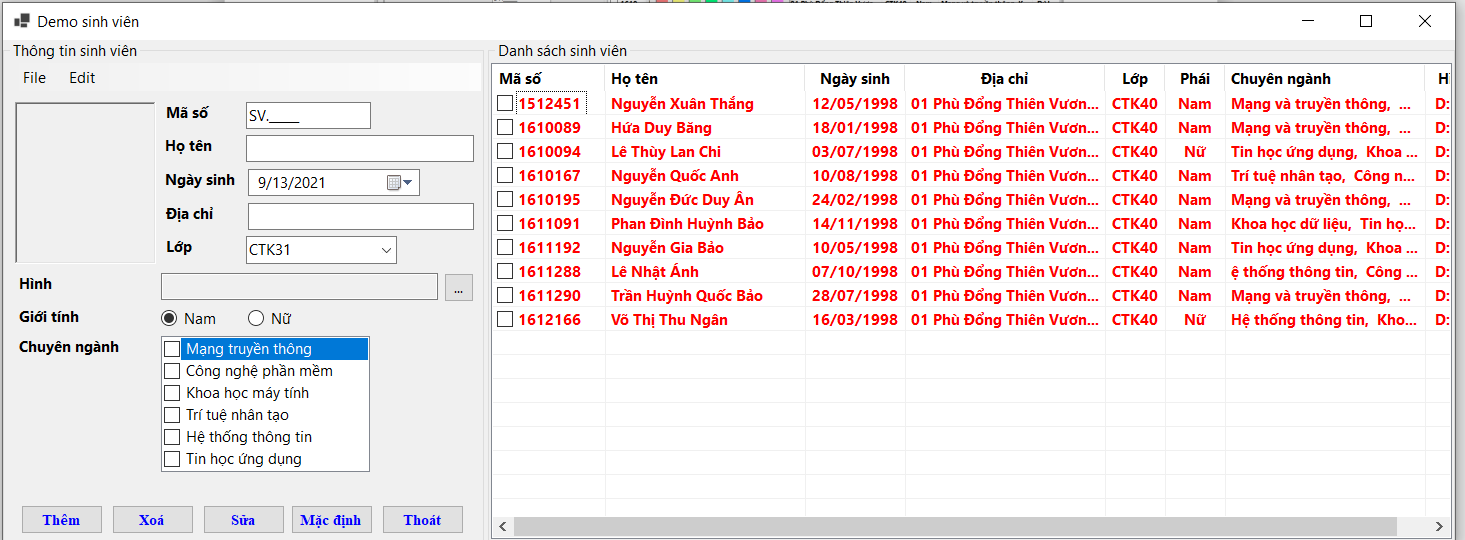 Demo sinh viên
Thông tin sinh viên
File Edit
Mã số SV.____
Họ tên
Ngày sinh 9/13/2021
Địa chỉ
Lớp CTK31
Hình ...
Giới tính Nam Nữ
Chuyên ngành Mạng truyền thông
Công nghệ phần mềm
Khoa học máy tính
Trí tuệ nhân tạo
Hệ thống thông tin
Tin học ứng dụng
Thêm Xoá Sửa Mặc định Thoát
Danh sách sinh viên
Mã số Họ tên Ngày sinh Địa chỉ Lớp Phái Chuyên ngành
1512451 Nguyễn Xuân Thắng 12/05/1998 01 Phù Đổng Thiên Vươn... CTK40 Nam Mạng và truyền thông, ... D:
1610089 Hứa Duy Băng 18/01/1998 01 Phù Đổng Thiên Vươn... CTK40 Nam Mạng và truyền thông, ... D:
1610094 Lê Thùy Lan Chi 03/07/1998 01 Phù Đổng Thiên Vươn... CTK40 Nữ Tin học ứng dụng, Khoa ... D:
1610167 Nguyễn Quốc Anh 10/08/1998 01 Phù Đổng Thiên Vươn... CTK40 Nam Trí tuệ nhân tạo, Công n... D:
1610195 Nguyễn Đức Duy Ân 24/02/1998 01 Phù Đổng Thiên Vươn... CTK40 Nam Mạng và truyền thông, ... D:
1611091 Phan Đình Huỳnh Bảo 14/11/1998 01 Phù Đổng Thiên Vươn... CTK40 Nam Khoa học dữ liệu, Tin họ... D:
1611192 Nguyễn Gia Bảo 10/05/1998 01 Phù Đổng Thiên Vươn... CTK40 Nam Tin học ứng dụng, Khoa ... D:
1611288 Lê Nhật Ánh 07/10/1998 01 Phù Đổng Thiên Vươn... CTK40 Nam ệ thống thông tin, Công ... D:
1611290 Trần Huỳnh Quốc Bảo 28/07/1998 01 Phù Đổng Thiên Vươn... CTK40 Nam Mạng và truyền thông, ... D:
1612166 Võ Thị Thu Ngân 16/03/1998 01 Phù Đổng Thiên Vươn... CTK40 Nữ Hệ thống thông tin, Kho... D: